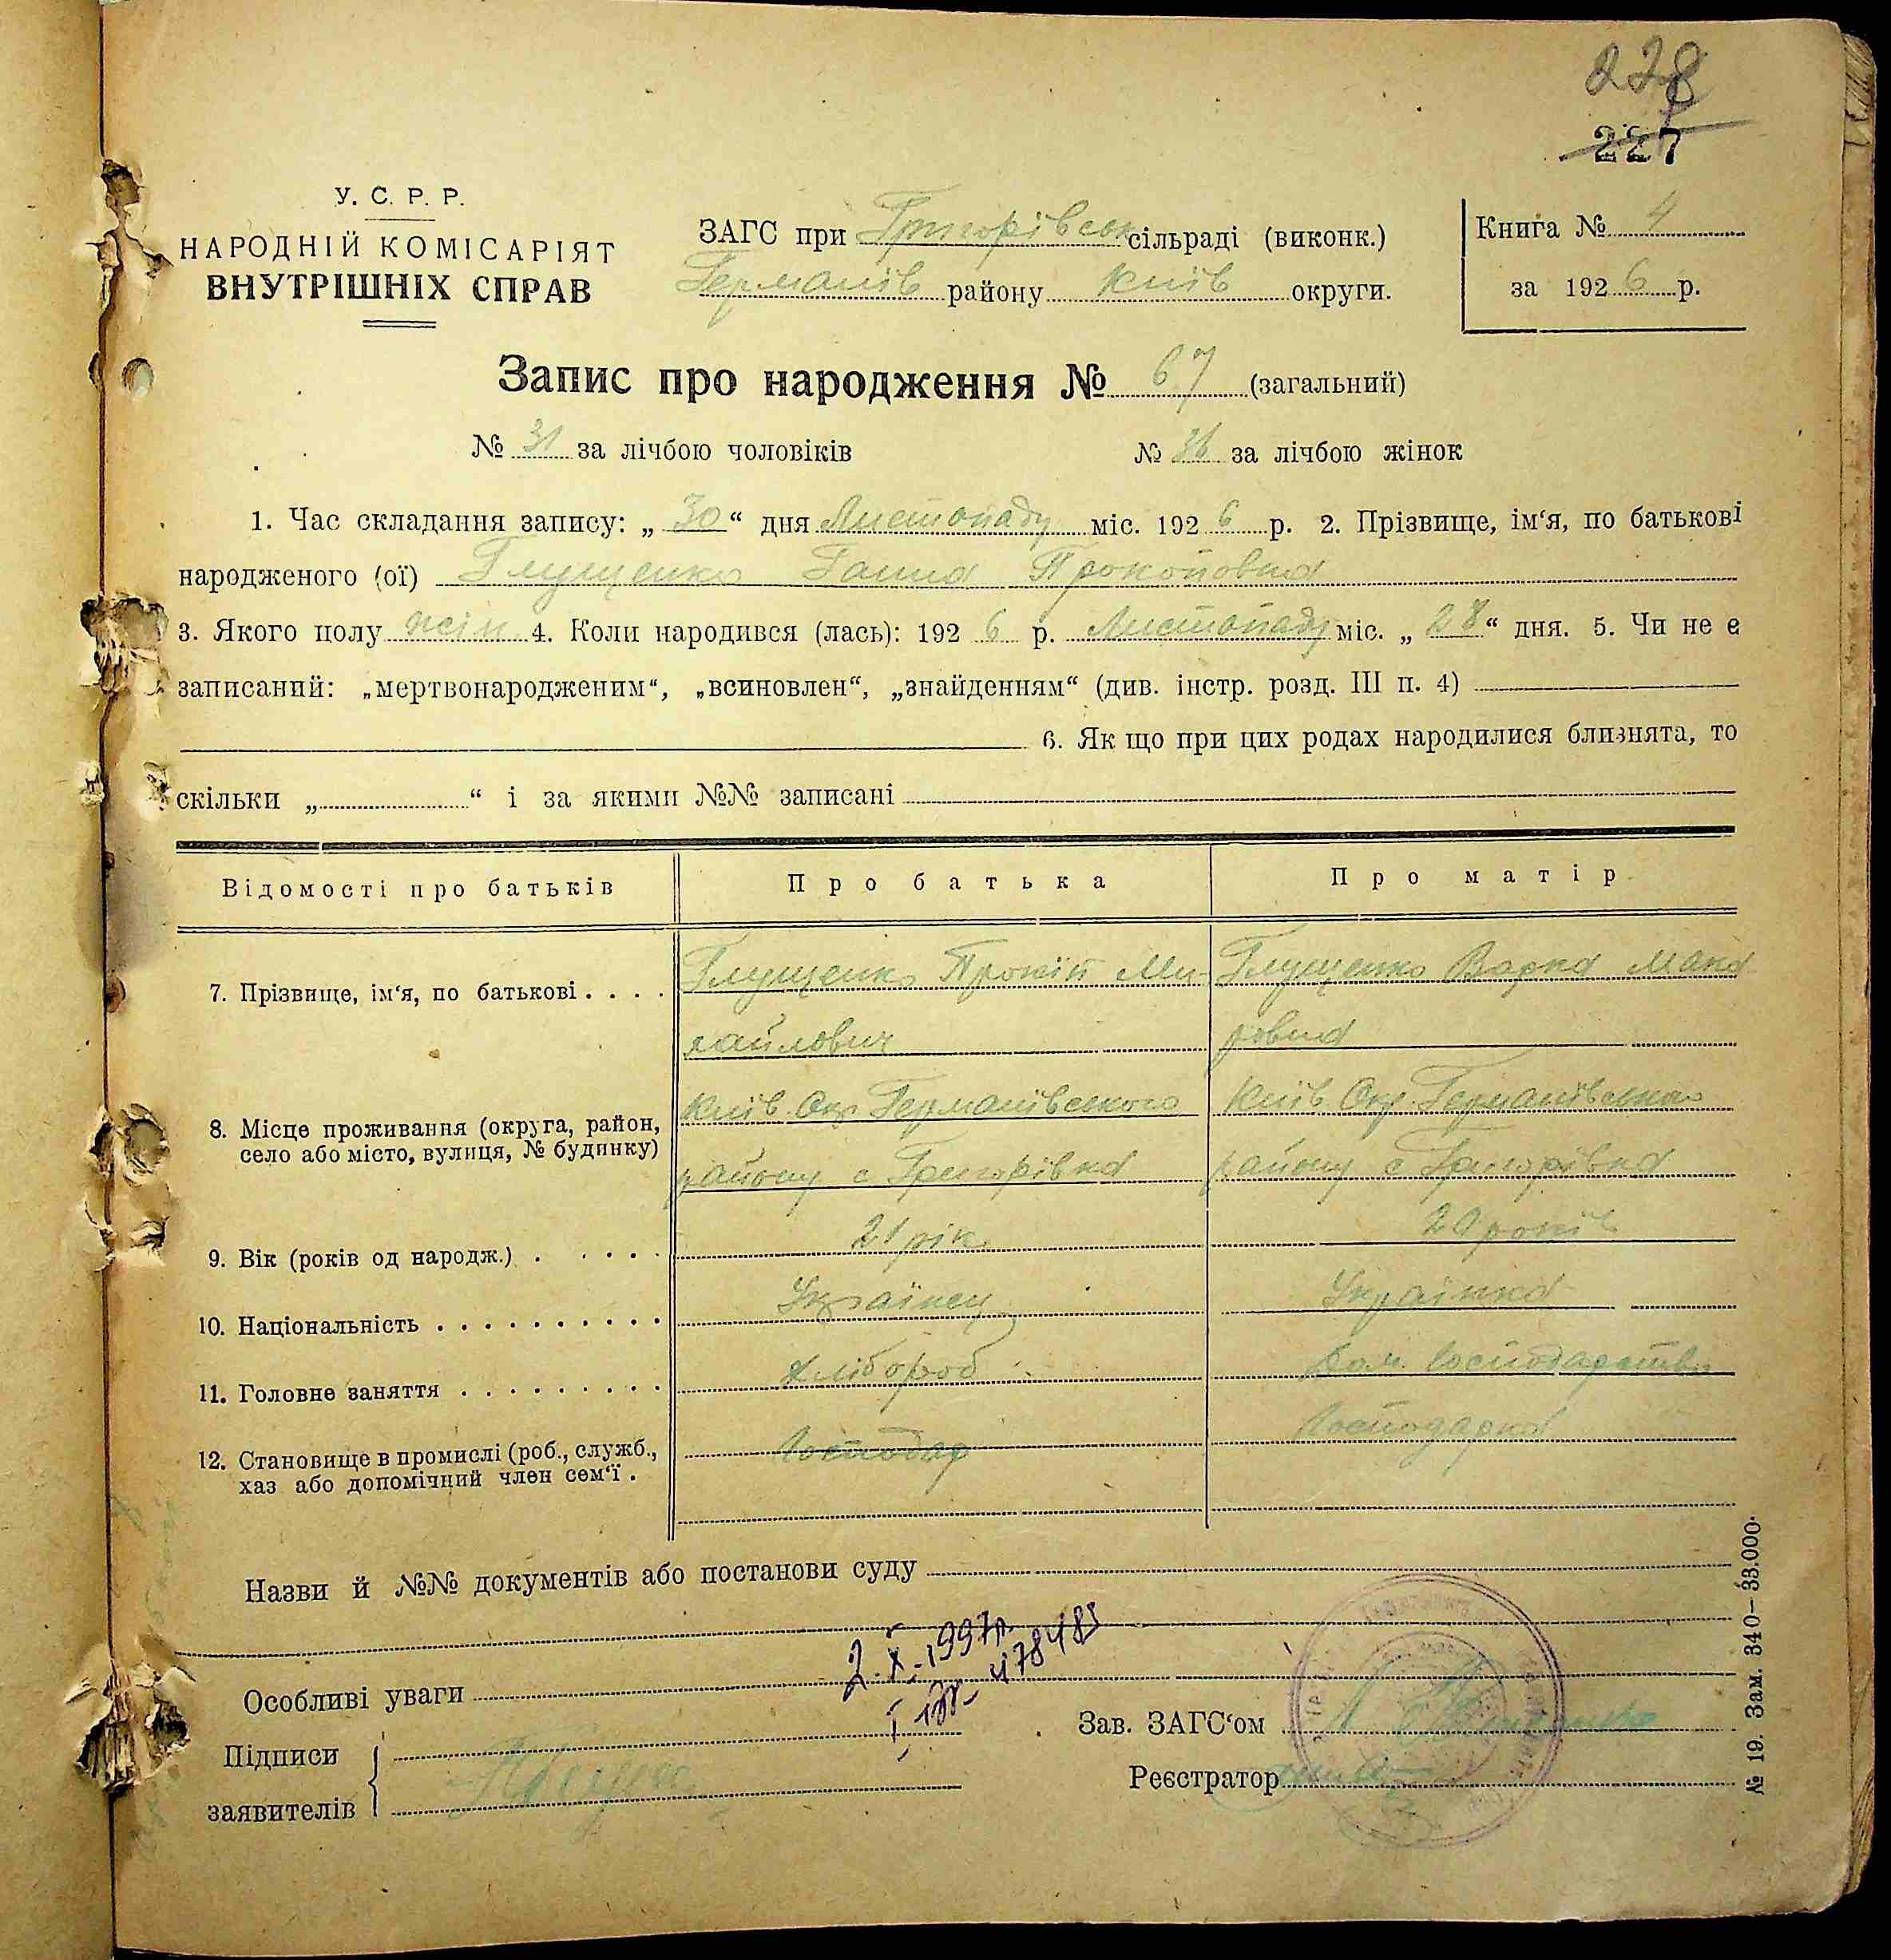 228
227
У. С. Р. Р.
НАРОДНІЙ КОМІСАРІЯТ
ВНУТРІШНІХ СПРАВ
ЗАГС при Григорівськ сільраді (виконк.)
Германів району Київ округи.
Книга № 4
за 1926 р.
Запис про народження № 67 (загальний)
№ 31 за лічбою чоловіків № 36 за лічбою жінок
1. Час складання запису: „30“ дня Листопаду міс. 1926 р. 2. Прізвище, ім‘я, по батькові
народженого (ої) Глущенко Ганна Прокоповна
3. Якого полу жін 4. Коли народився (лась): 1926 р. Листопаду міс. „28“ дня. 5. Чи не є
записаний: „мертвонародженим“, „всиновлен“, „знайденням“ (див. інстр. розд. III п. 4)
6. Як що при цих родах народилися близнята, то
скільки „ “ і за якими №№ записані
Відомості про батьків Про батька Про матір
7. Прізвище, ім‘я, по батькові . . . . Глущенко Прокіп Ми- Глущенко Варка Мака
хайлович ровна
8. Місце проживання (округа, район, Київ. Окр. Германівського Київ. Окр. Германівського
село або місто, вулиця, № будинку) району с Григорівка району с Григорівка
9. Вік (років од народж.) . . . . . 21 рік 20 років
10. Національність . . . . . . . . . . Українец Українка
11. Головне заняття . . . . . . . . . Хлібороб Дом. Господарство
12. Становище в промислі (роб., служб., Господар Господарка
хаз або допомічний член сем‘ї .
Назви й №№ документів або постанови суду
Особливі уваги 2.X.1997р.
478483
Підписи
заявителів
Зав. ЗАГС‘ом
Реєстратор
№ 19. Зам. 340—33.000.